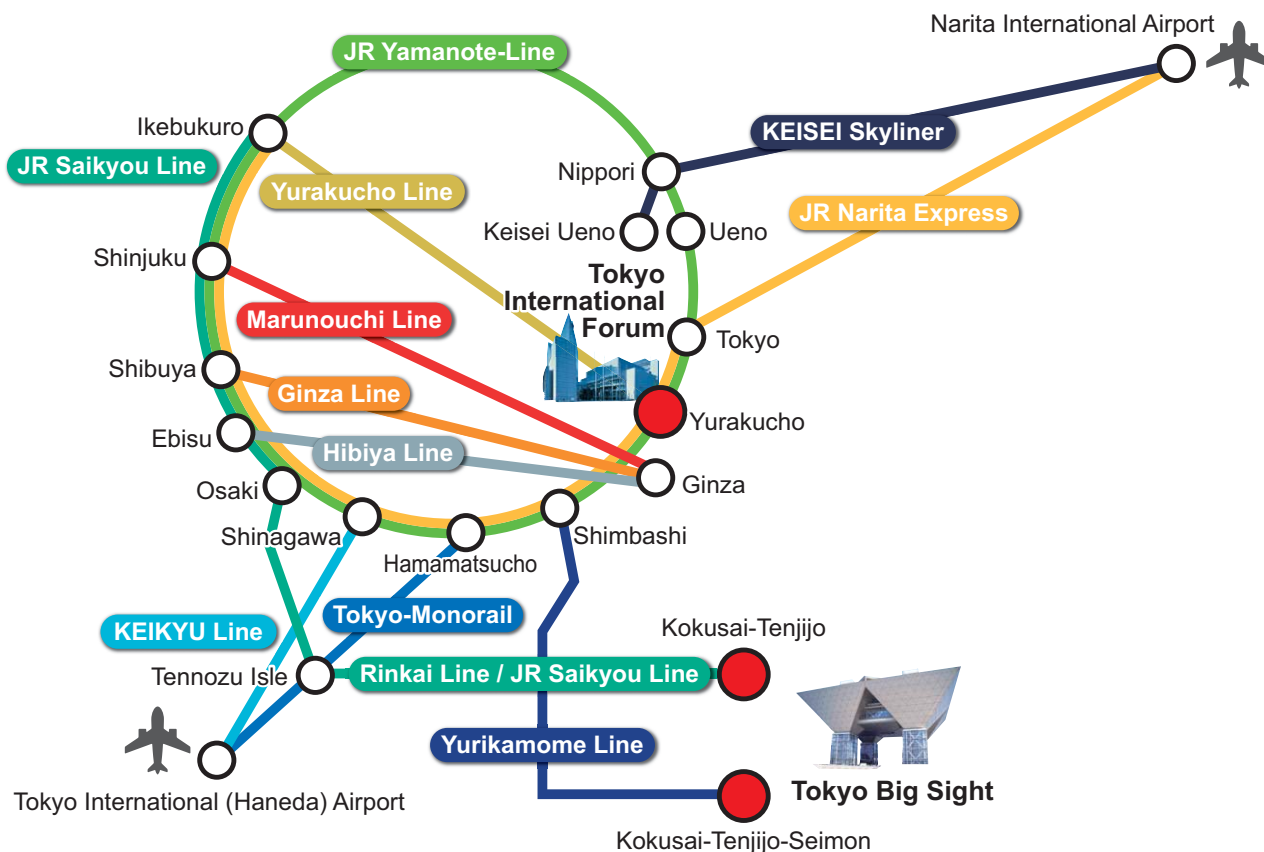 Narita International Airport
JR Yamanote-Line
Ikebukuro
KEISEI Skyliner
JR Saikyou Line
Nippori
Yurakucho Line
JR Narita Express
Keisei Ueno
Ueno
Shinjuku
Tokyo
International
Forum
Marunouchi Line
Tokyo
Shibuya
Ginza Line
Yurakucho
Ebisu
Hibiya Line
Ginza
Osaki
Shinagawa
Shimbashi
Hamamatsucho
Tokyo-Monorail
KEIKYU Line
Kokusai-Tenjijo
Tennozu Isle
Rinkai Line / JR Saikyou Line
Yurikamome Line
Tokyo Big Sight
Tokyo International (Haneda) Airport
Kokusai-Tenjijo-Seimon